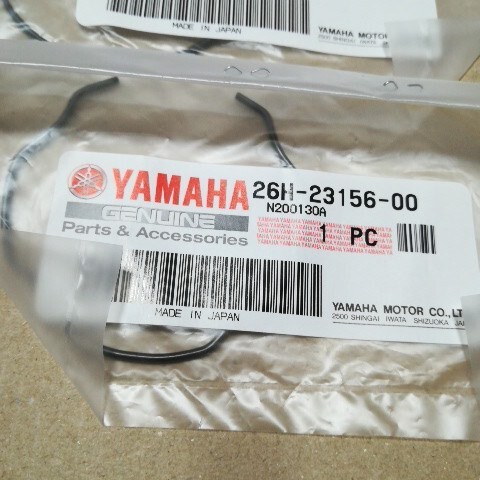 MADE IN JAPAN
YAMAHA MOTOR
YAMAHA
GENUINE
Parts & Accessories
26H-23156-00
N200130A
1 PC
MADE IN JAPAN
YAMAHA MOTOR CO.,LT
2500 SHINGAI IWATA SHIZUOKA JA